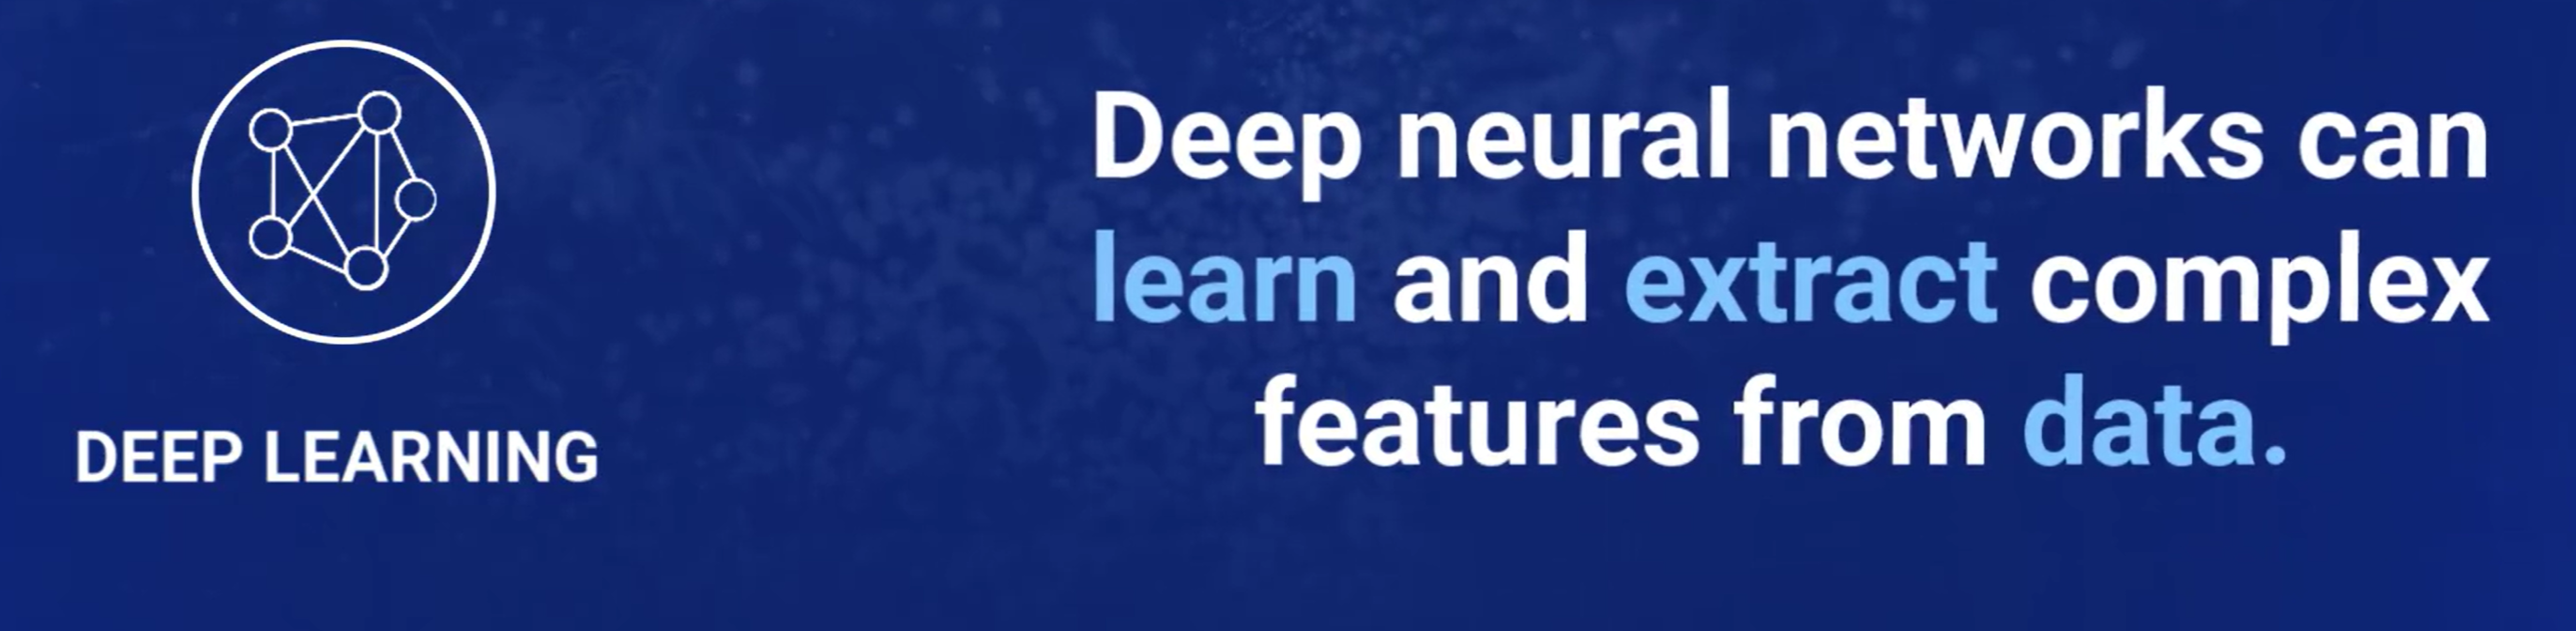 DEEP LEARNING
Deep neural networks can
learn and extract complex
features from data.